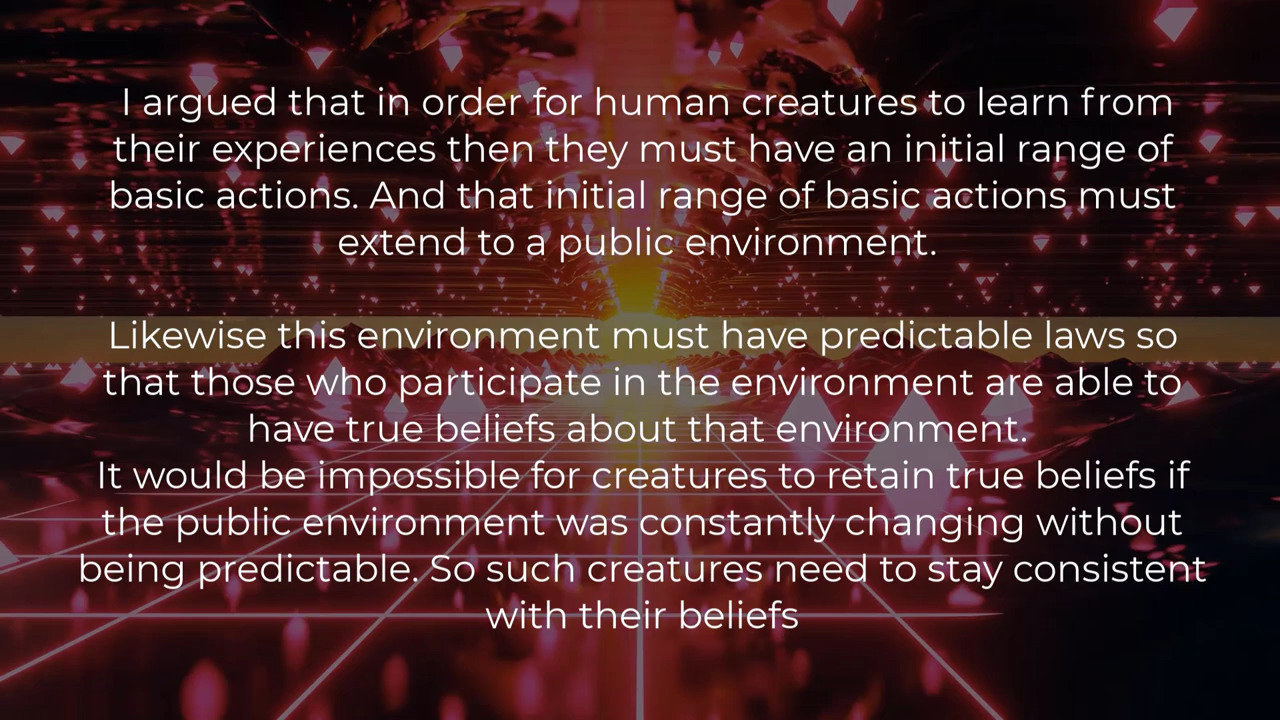 I argued that in order for human creatures to learn from
their experiences then they must have an initial range of
basic actions. And that initial range of basic actions must
extend to a public environment.
Likewise this environment must have predictable laws so
that those who participate in the environment are able to
have true beliefs about that environment.
It would be impossible for creatures to retain true beliefs if
the public environment was constantly changing without
being predictable. So such creatures need to stay consistent
with their beliefs